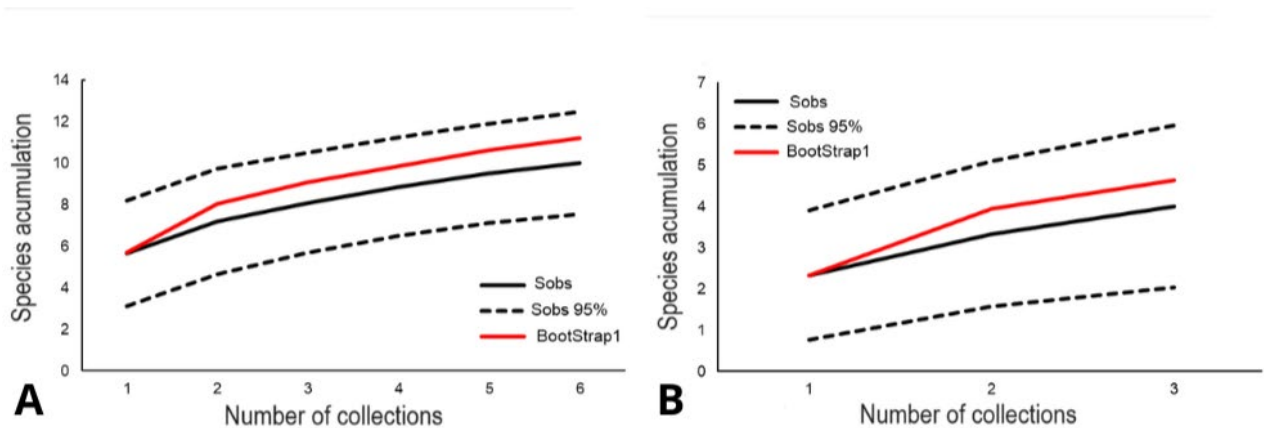 14
12
10
8
6
4
2
0
Species accumulation
Sobs
Sobs 95%
BootStrap1
1 2 3 4 5 6
Number of collections
A
7
6
5
4
3
2
1
0
Species acumulation
Sobs
Sobs 95%
BootStrap1
1 2 3
Number of collections
B